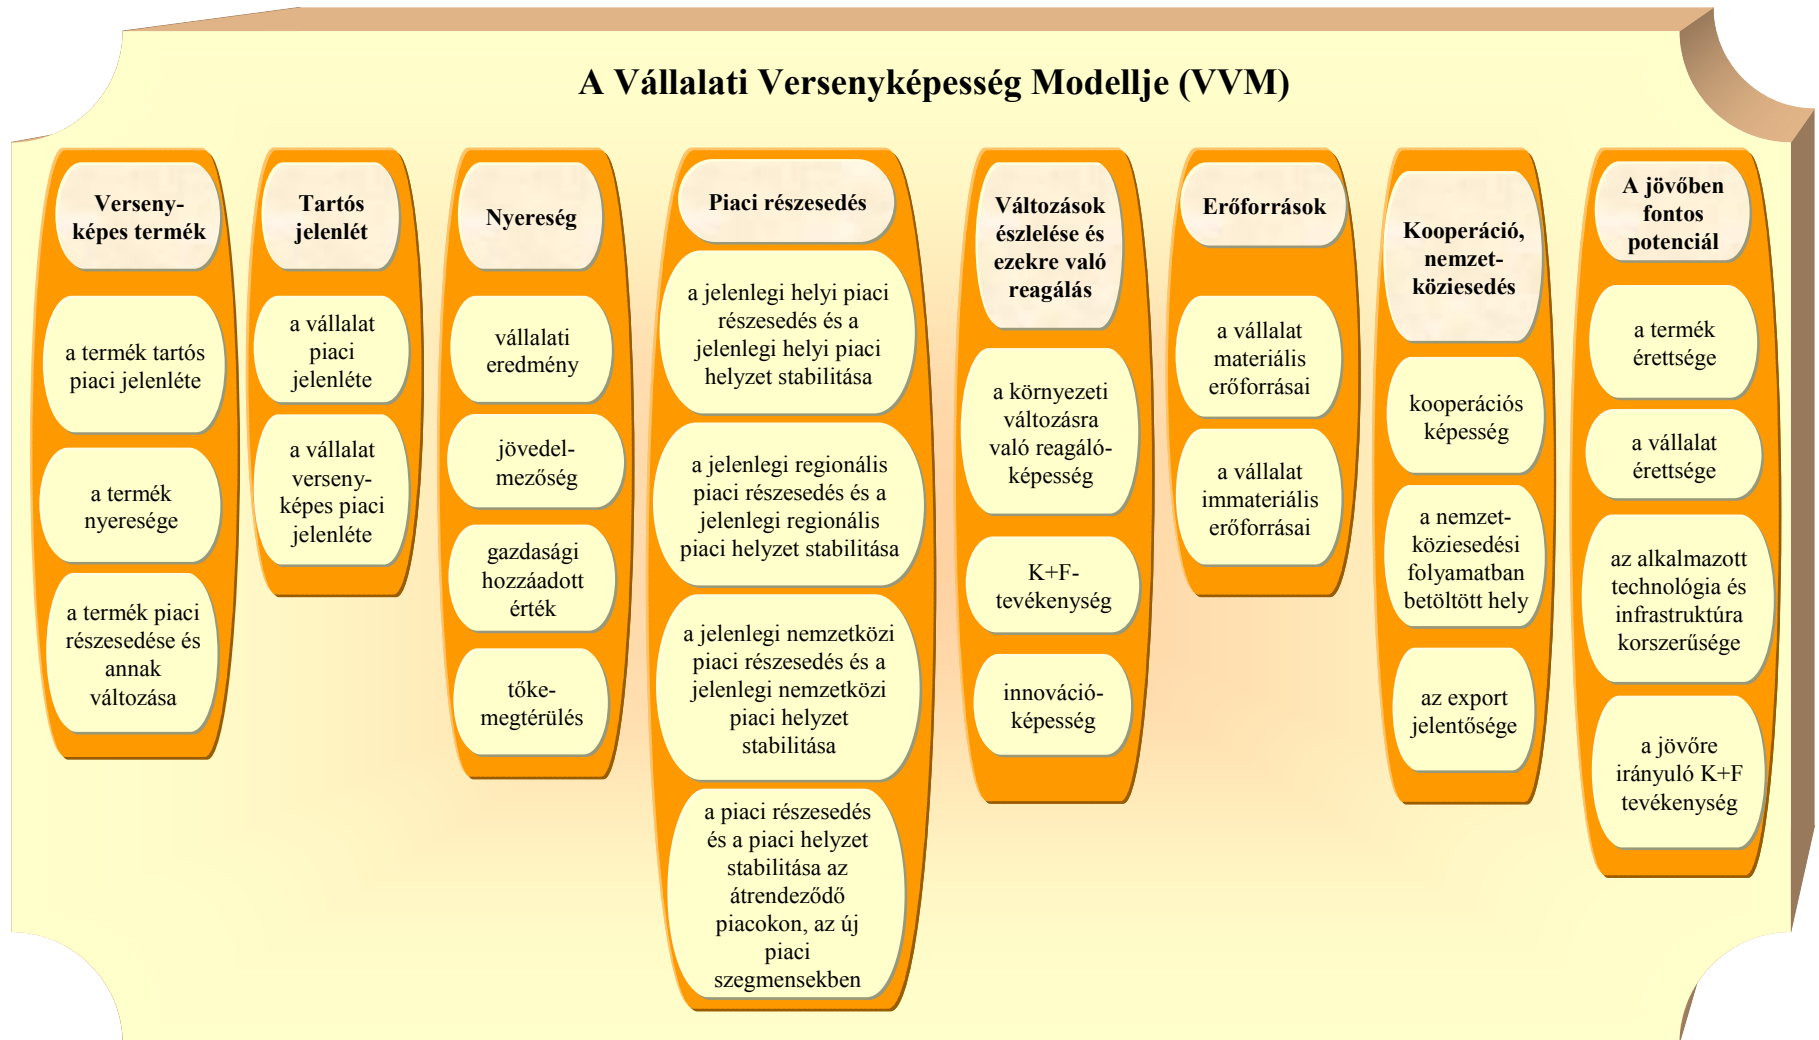 A Vállalati Versenyképesség Modellje (VVM)
Verseny-
képes termék
a termék tartós
piaci jelenléte
a termék
nyeresége
a termék piaci
részesedése és
annak
változása
Tartós
jelenlét
a vállalat
piaci
jelenléte
a vállalat
verseny-
képes piaci
jelenléte
Nyereség
vállalati
eredmény
jövedel-
mezőség
gazdasági
hozzáadott
érték
tőke-
megtérülés
Piaci részesedés
a jelenlegi helyi piaci
részesedés és a
jelenlegi helyi piaci
helyzet stabilitása
a jelenlegi regionális
piaci részesedés és a
jelenlegi regionális
piaci helyzet stabilitása
a jelenlegi nemzetközi
piaci részesedés és a
jelenlegi nemzetközi
piaci helyzet
stabilitása
a piaci részesedés
és a piaci helyzet
stabilitása az
átrendeződő
piacokon, az új
piaci
szegmensekben
Változások
észlelése és
ezekre való
reagálás
a környezeti
változásra
való reagáló-
képesség
K+F-
tevékenység
innováció-
képesség
Erőforrások
a vállalat
materiális
erőforrásai
a vállalat
immateriális
erőforrásai
Kooperáció,
nemzet-
köziesedés
kooperációs
képesség
a nemzet-
köziesedési
folyamatban
betöltött hely
az export
jelentősége
A jövőben
fontos
potenciál
a termék
érettsége
a vállalat
érettsége
az alkalmazott
technológia és
infrastruktúra
korszerűsége
a jövőre
irányuló K+F
tevékenység